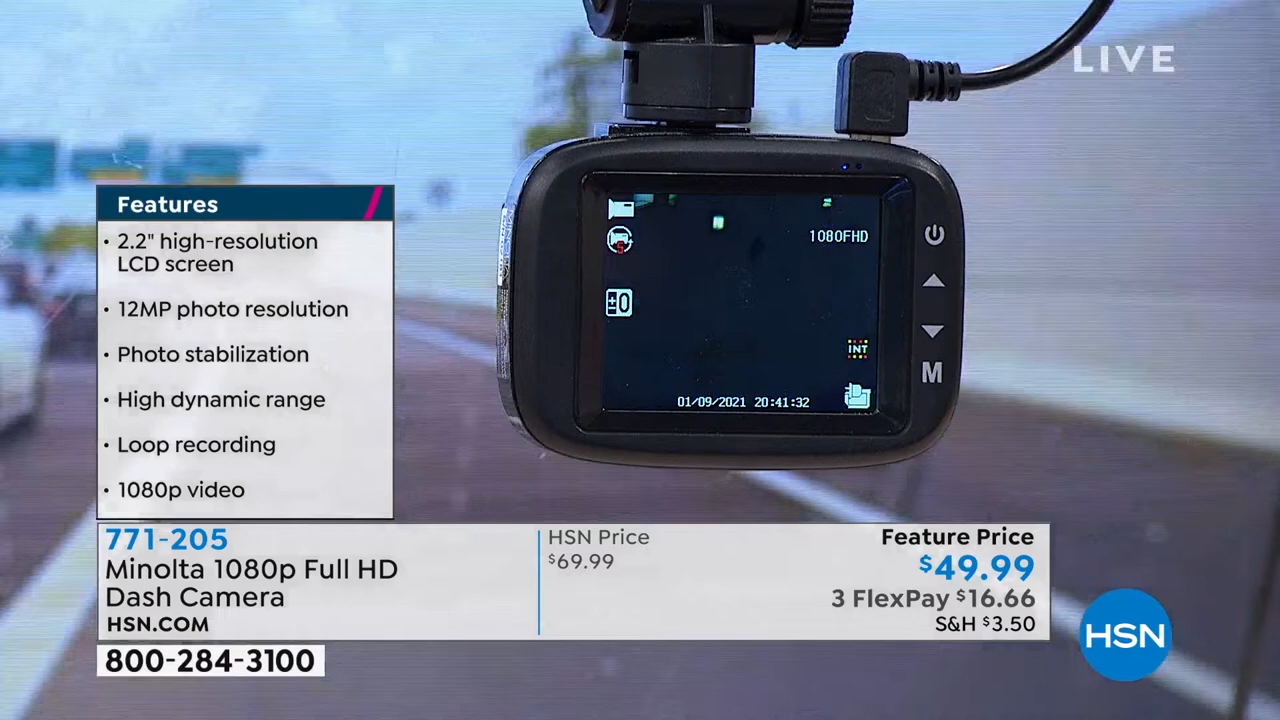 LIVE
Features
• 2.2" high-resolution
LCD screen
• 12MP photo resolution
• Photo stabilization
• High dynamic range
• Loop recording
• 1080p video
1080FHD
5
±0
INT
01/09/2021 20:41:32
M
771-205
Minolta 1080p Full HD
Dash Camera
HSN.COM
HSN Price
$69.99
Feature Price
$49.99
3 FlexPay $16.66
S&H $3.50
800-284-3100
HSN